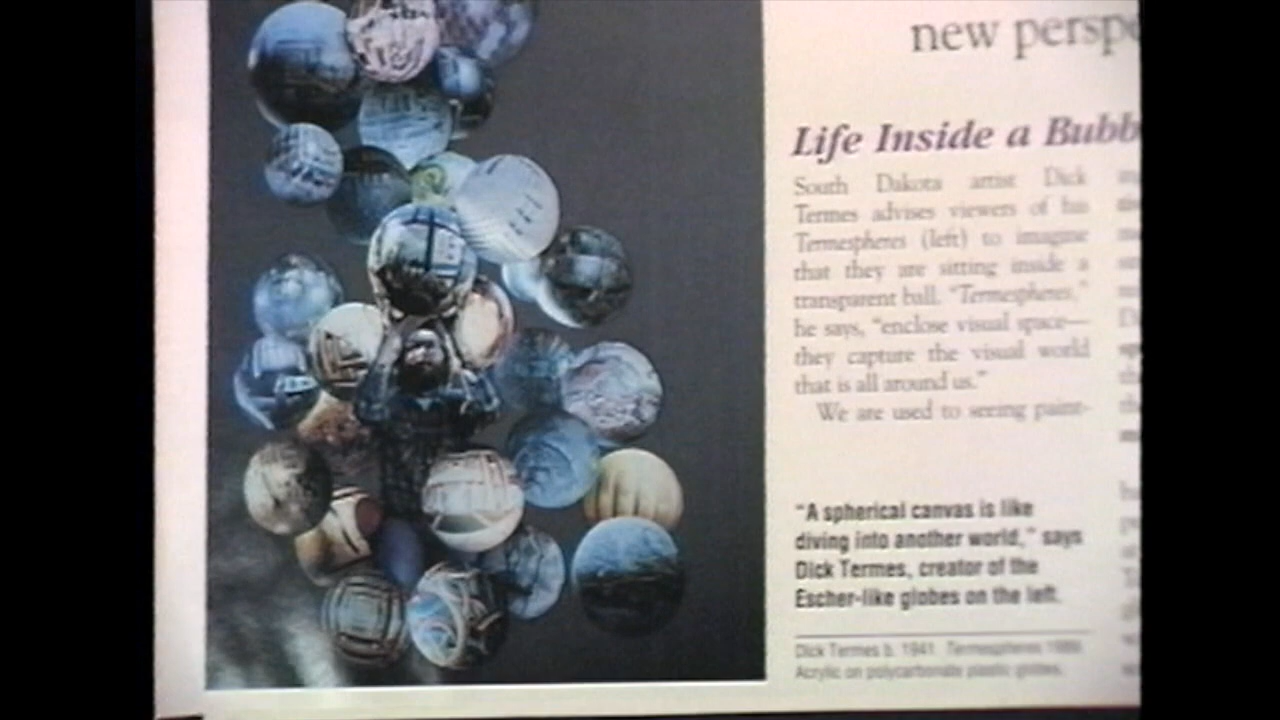 new perspe
Life Inside a Bubb
South Dakota artist Dick
Termes advises viewers of his
Termespheres (left) to imagine
that they are sitting inside a
transparent ball. "Termespheres,"
he says, "enclose visual space—
they capture the visual world
that is all around us."
We are used to seeing paint-
"A spherical canvas is like
diving into another world," says
Dick Termes, creator of the
Escher-like globes on the left.
Dick Termes b. 1941 Termespheres
Acrylic on polycarbonate plastic globes.